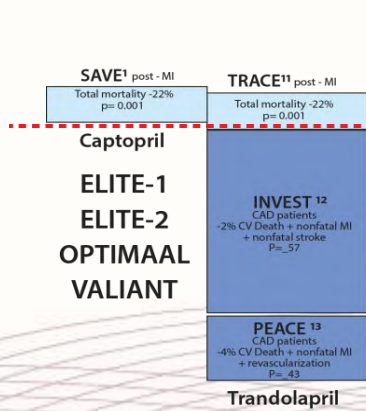 SAVE¹ post - MI
Total mortality -22%
p= 0.001
Captopril
ELITE-1
ELITE-2
OPTIMAAL
VALIANT
TRACE¹¹ post - MI
Total mortality -22%
p= 0.001
INVEST ¹²
CAD patients
-2% CV Death + nonfatal MI
+ nonfatal stroke
P=_57
PEACE ¹³
CAD patients
-4% CV Death + nonfatal MI
+ revascularization
P=_43
Trandolapril